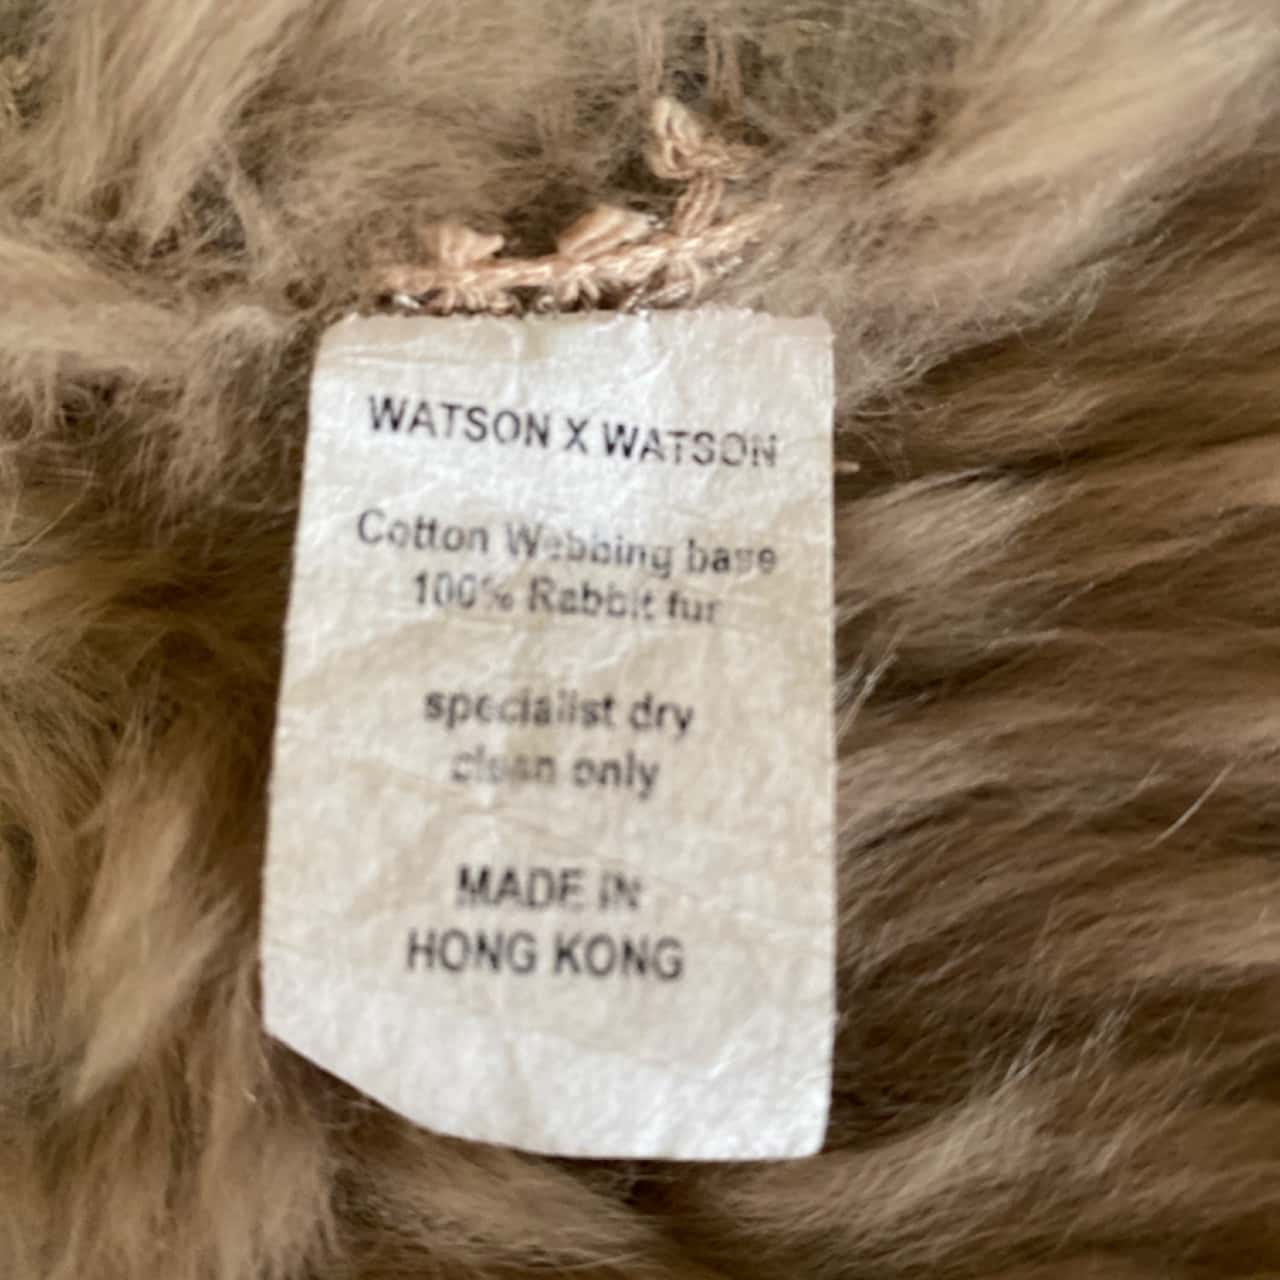 WATSON X WATSON
Cotton Webbing base
100% Rabbit fur
specialist dry
clean only
MADE IN
HONG KONG